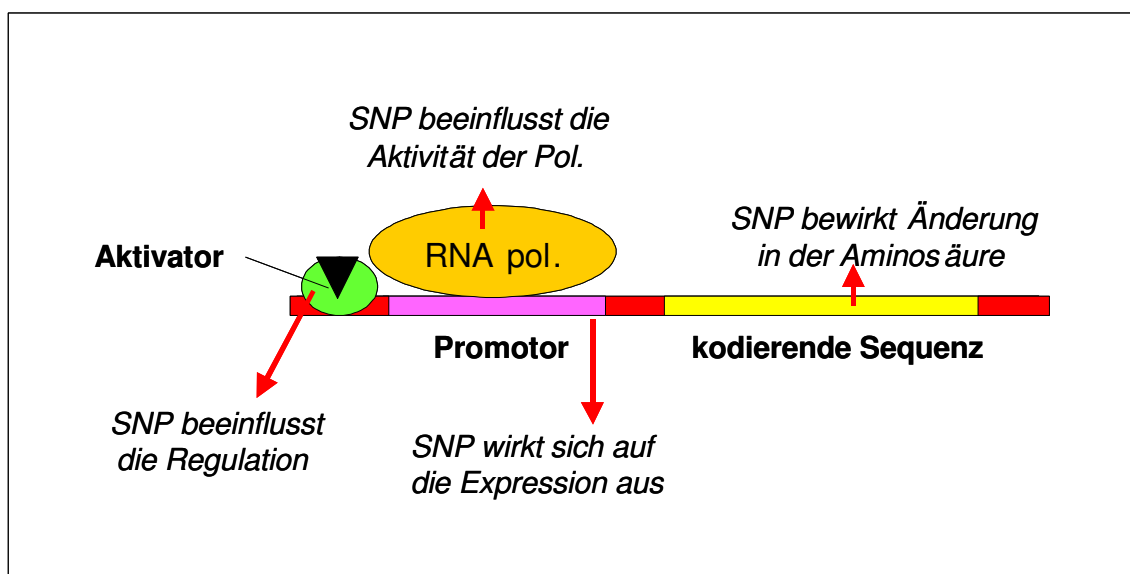 SNP beeinflusst die
Aktivität der Pol.
SNP bewirkt Änderung
in der Aminosäure
Aktivator
RNA pol.
Promotor
kodierende Sequenz
SNP beeinflusst
die Regulation
SNP wirkt sich auf
die Expression aus